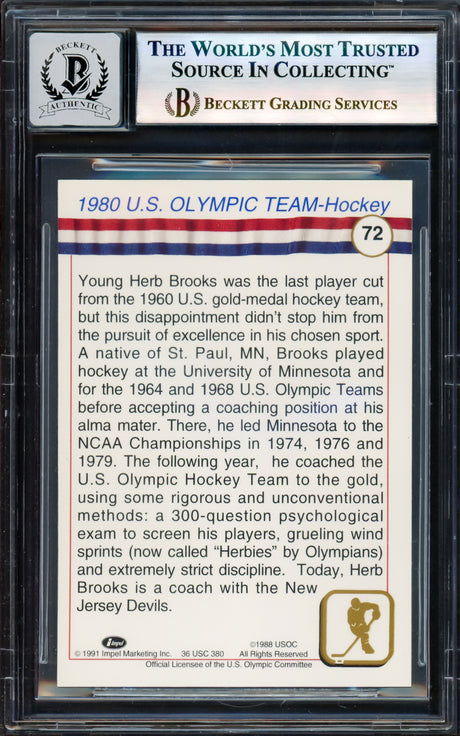 BECKETT
B
AUTHENTIC
THE WORLD'S MOST TRUSTED
SOURCE IN COLLECTING™
B BECKETT GRADING SERVICES
1980 U.S. OLYMPIC TEAM-Hockey
72
Young Herb Brooks was the last player cut
from the 1960 U.S. gold-medal hockey team,
but this disappointment didn't stop him from
the pursuit of excellence in his chosen sport.
A native of St. Paul, MN, Brooks played
hockey at the University of Minnesota and
for the 1964 and 1968 U.S. Olympic Teams
before accepting a coaching position at his
alma mater. There, he led Minnesota to the
NCAA Championships in 1974, 1976 and
1979. The following year, he coached the
U.S. Olympic Hockey Team to the gold,
using some rigorous and unconventional
methods: a 300-question psychological
exam to screen his players, grueling wind
sprints (now called "Herbies" by Olympians)
and extremely strict discipline. Today, Herb
Brooks is a coach with the New
Jersey Devils.
Impel
©1988 USOC
© 1991 Impel Marketing Inc. 36 USC 380 All Rights Reserved
Official Licensee of the U.S. Olympic Committee